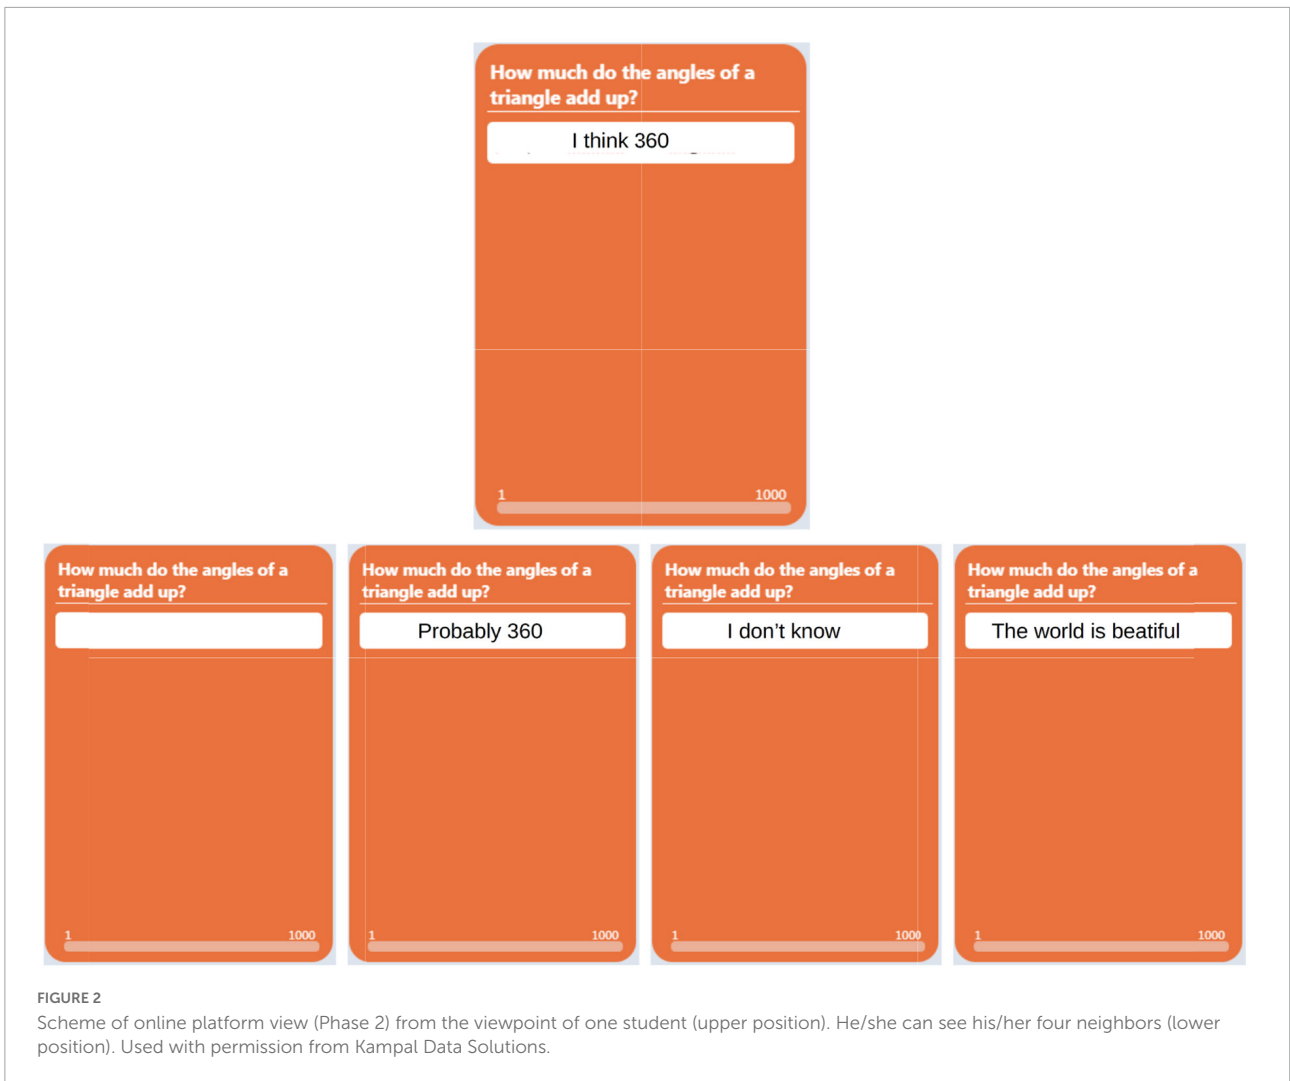 How much do the angles of a
triangle add up?
I think 360
1 1000
How much do the angles of a
triangle add up?
1 1000
How much do the angles of a
triangle add up?
Probably 360
1 1000
How much do the angles of a
triangle add up?
I don’t know
1 1000
How much do the angles of a
triangle add up?
The world is beatiful
1 1000
FIGURE 2
Scheme of online platform view (Phase 2) from the viewpoint of one student (upper position). He/she can see his/her four neighbors (lower
position). Used with permission from Kampal Data Solutions.